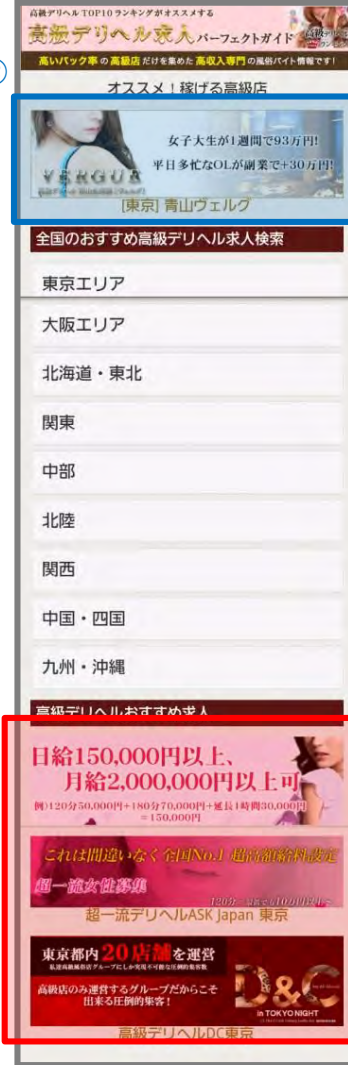 高級デリヘルTOP10ランキングがオススメする
高級デリヘル求人パーフェクトガイド
高いバック率の高級店だけを集めた高収入専門の風俗バイト情報です!
オススメ!稼げる高級店
女子大生が1週間で93万円!
平日多忙なOLが副業で+30万円!
[東京] 青山ヴェルグ
全国のおすすめ高級デリヘル求人検索
東京エリア
大阪エリア
北海道・東北
関東
中部
北陸
関西
中国・四国
九州・沖縄
高級デリヘルおすすめ求人
日給150,000円以上、
月給2,000,000円以上可
例)120分50,000円+180分70,000円+延長1時間30,000円
=150,000円
これは間違いなく全国No.1 超高額給料設定
超一流女性募集
超一流デリヘルASK Japan 東京
東京都内20店舗を運営
高級店のみ運営するグループだからこそ
出来る圧倒的集客!
D&C
in TOKYO NIGHT
高級デリヘルDC東京